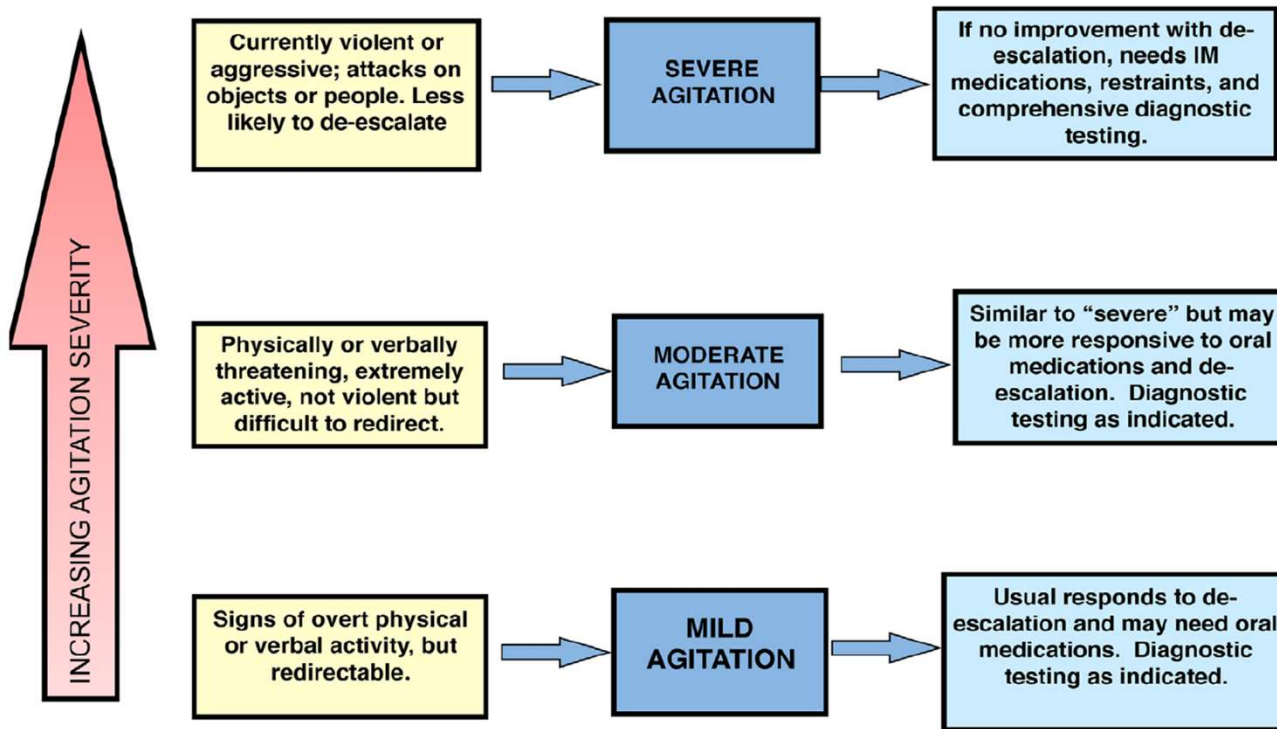 Currently violent or
aggressive; attacks on
objects or people. Less
likely to de-escalate
SEVERE
AGITATION
If no improvement with de-
escalation, needs IM
medications, restraints, and
comprehensive diagnostic
testing.
INCREASING AGITATION SEVERITY
Physically or verbally
threatening, extremely
active, not violent but
difficult to redirect.
MODERATE
AGITATION
Similar to “severe” but may
be more responsive to oral
medications and de-
escalation. Diagnostic
testing as indicated.
Signs of overt physical
or verbal activity, but
redirectable.
MILD
AGITATION
Usual responds to de-
escalation and may need oral
medications. Diagnostic
testing as indicated.